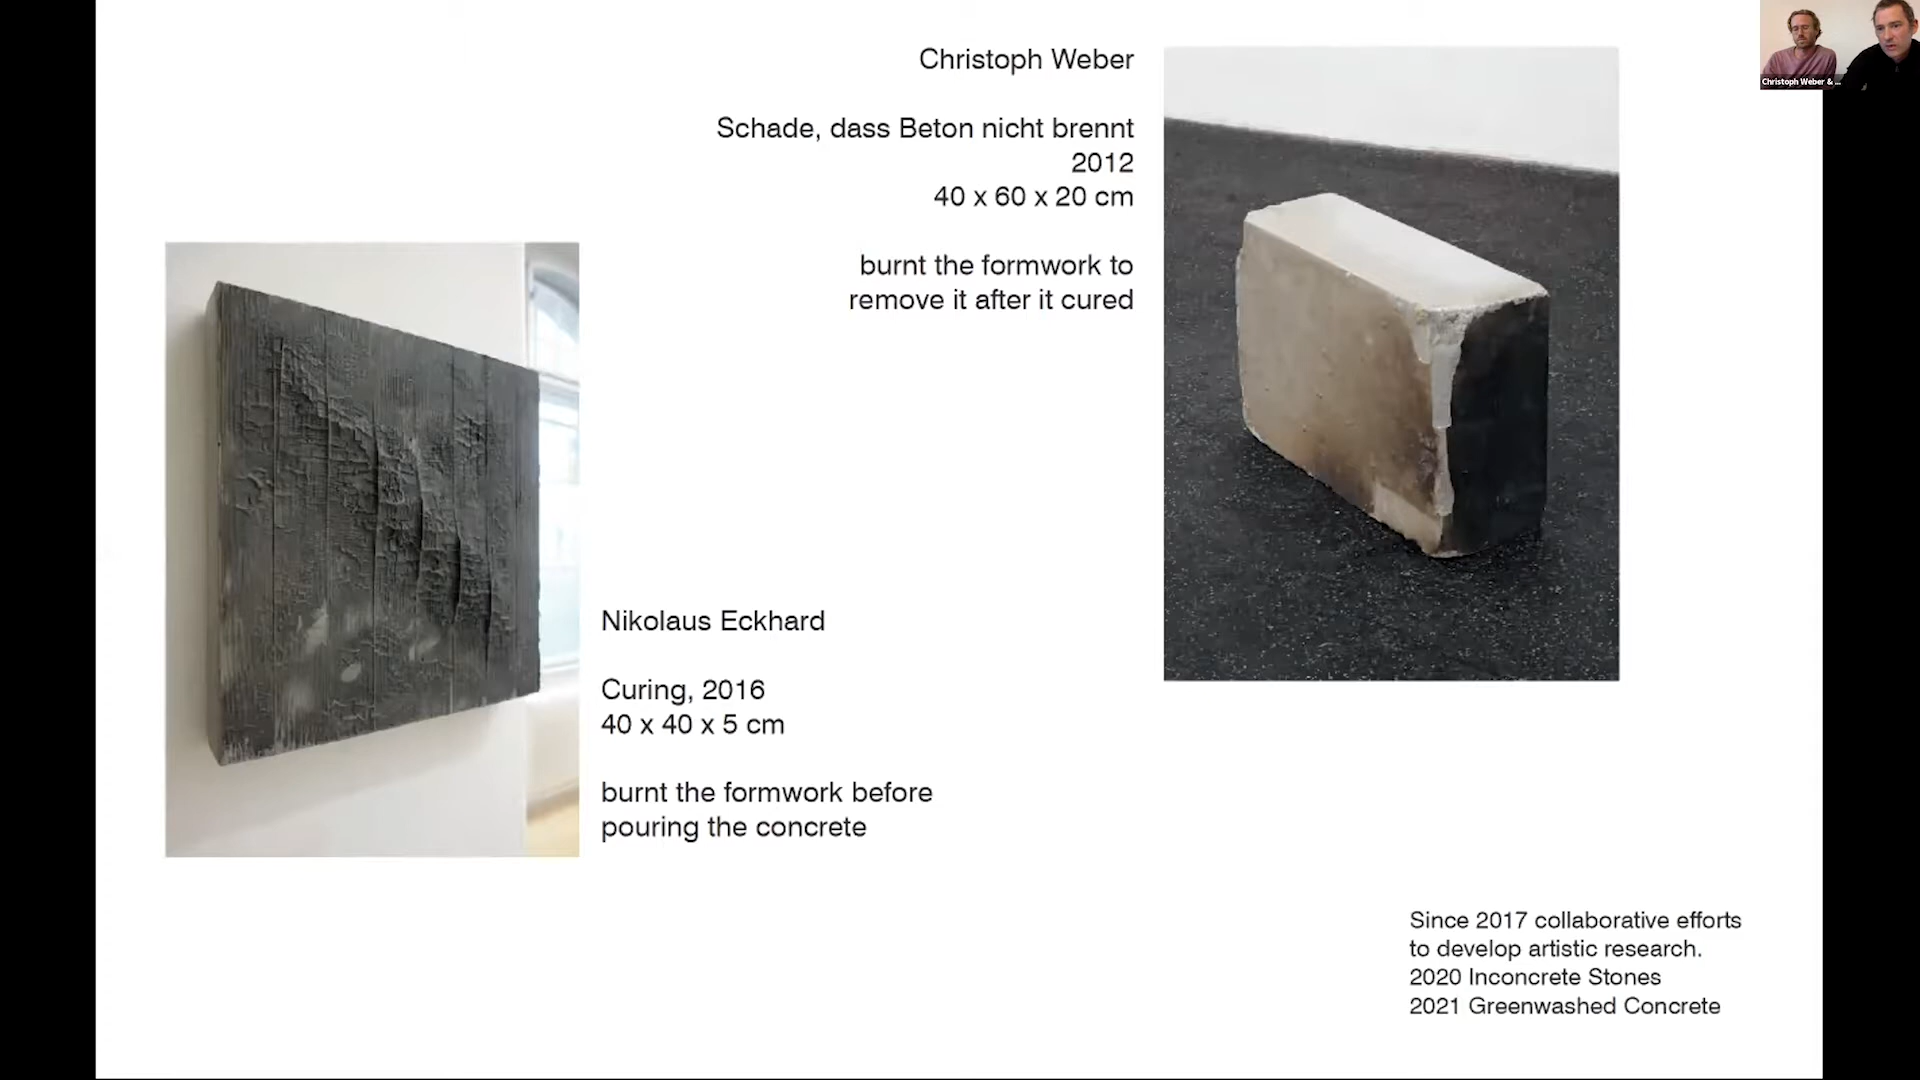 Christoph Weber
Schade, dass Beton nicht brennt
2012
40 x 60 x 20 cm
burnt the formwork to
remove it after it cured
Nikolaus Eckhard
Curing, 2016
40 x 40 x 5 cm
burnt the formwork before
pouring the concrete
Since 2017 collaborative efforts
to develop artistic research.
2020 Inconcrete Stones
2021 Greenwashed Concrete
Christoph Weber & ...